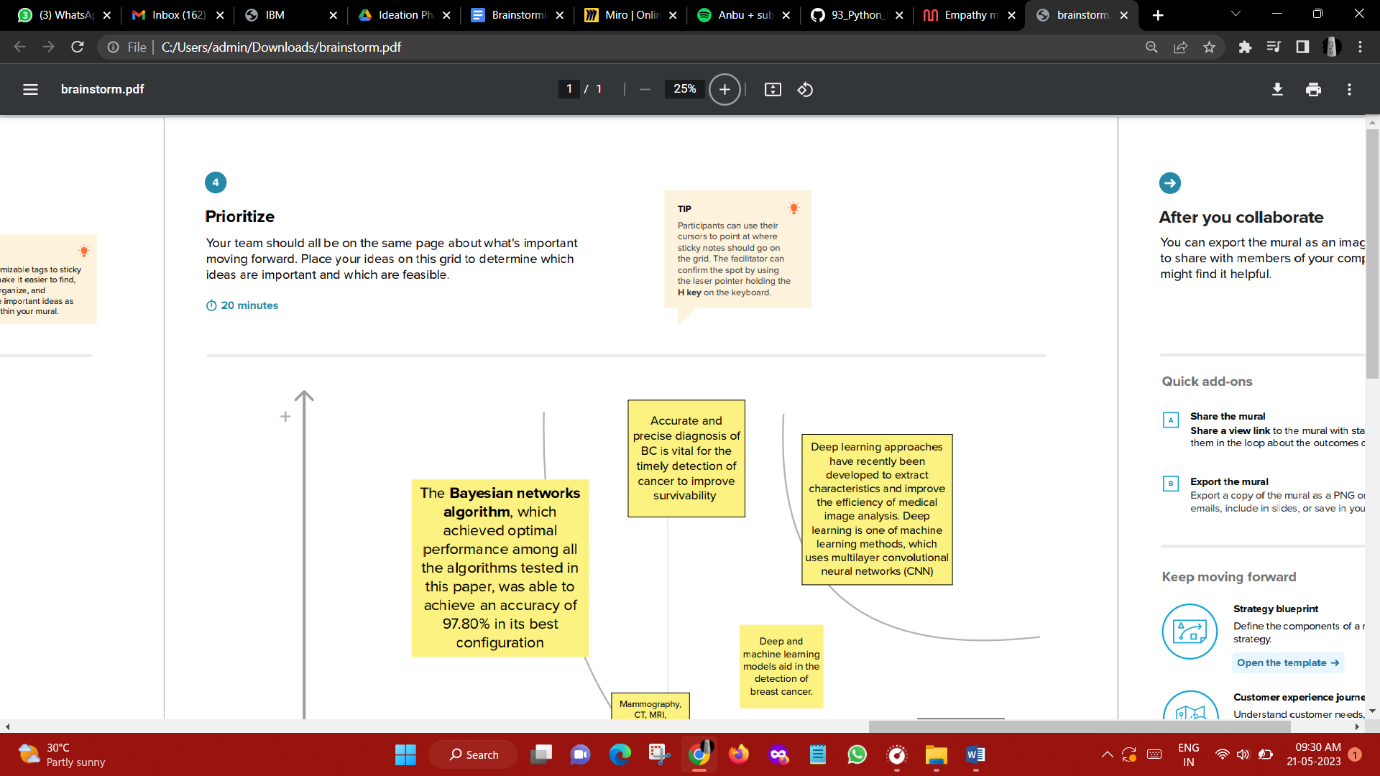 (3) WhatsA
Inbox (162)
IBM
Ideation Ph
Brainstormi
Miro | Onlin
Anbu + sub
93_Python_
Empathy m
brainstorm.
File | C:/Users/admin/Downloads/brainstorm.pdf
brainstorm.pdf
1 / 1
25%
mizable tags to sticky
ake it easier to find,
rganize, and
e important ideas as
thin your mural.
4
Prioritize
Your team should all be on the same page about what's important
moving forward. Place your ideas on this grid to determine which
ideas are important and which are feasible.
20 minutes
TIP
Participants can use their
cursors to point at where
sticky notes should go on
the grid. The facilitator can
confirm the spot by using
the laser pointer holding the
H key on the keyboard.
The Bayesian networks
algorithm, which
achieved optimal
performance among all
the algorithms tested in
this paper, was able to
achieve an accuracy of
97.80% in its best
configuration
Accurate and
precise diagnosis of
BC is vital for the
timely detection of
cancer to improve
survivability
Deep learning approaches
have recently been
developed to extract
characteristics and improve
the efficiency of medical
image analysis. Deep
learning is one of machine
learning methods, which
uses multilayer convolutional
neural networks (CNN)
Deep and
machine learning
models aid in the
detection of
breast cancer.
Mammography,
CT, MRI,
After you collaborate
You can export the mural as an imag
to share with members of your comp
might find it helpful.
Quick add-ons
A
Share the mural
Share a view link to the mural with sta
them in the loop about the outcomes o
B
Export the mural
Export a copy of the mural as a PNG or
emails, include in slides, or save in you
Keep moving forward
Strategy blueprint
Define the components of a n
strategy.
Open the template →
Customer experience journe
Understand customer needs,
30°C
Partly sunny
Search
ENG
IN
09:30 AM
21-05-2023
1